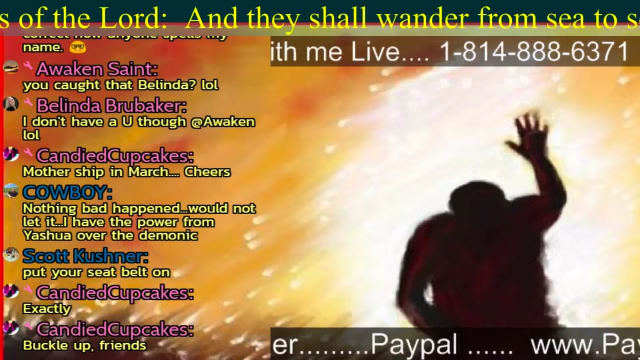 s of the Lord:  And they shall wander from sea to s
correct how anyone spells my
name. 🤓
ith me Live.... 1-814-888-6371
Awaken Saint:
you caught that Belinda? lol
Belinda Brubaker:
I don't have a U though @Awaken
lol
CandiedCupcakes:
Mother ship in March.... Cheers
COWBOY:
Nothing bad happened..would not
let it..I have the power from
Yashua over the demonic
Scott Kushner:
put your seat belt on
CandiedCupcakes:
Exactly
CandiedCupcakes:
Buckle up, friends
er.........Paypal ...... www.Pa